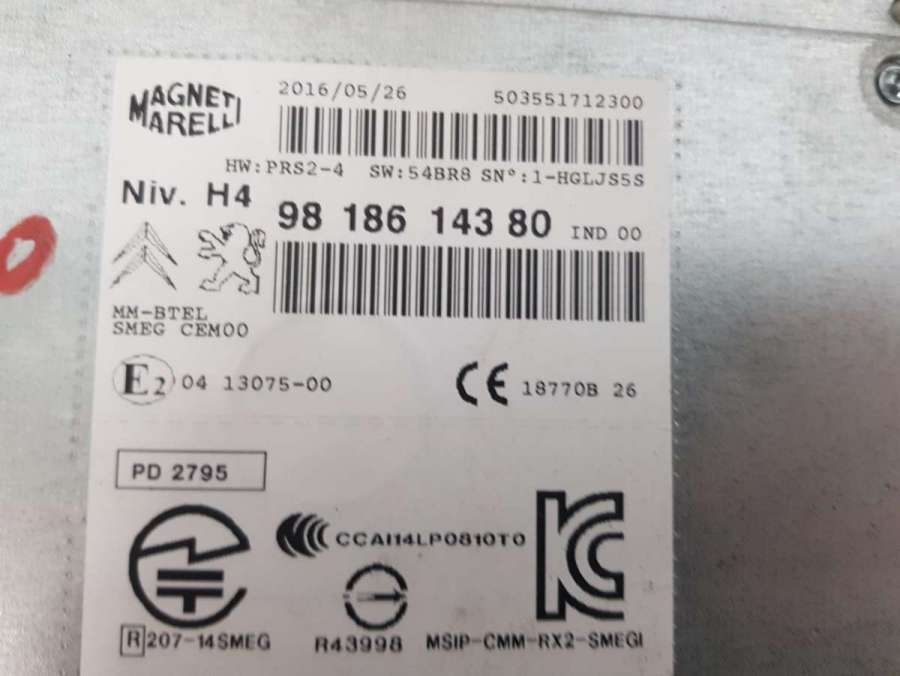 MAGNETI
MARELLI
2016/05/26 503551712300
HW:PRS2-4 SW:54BR8 SN°:1-HGLJS5S
Niv. H4
98 186 143 80 IND 00
MM-BTEL
SMEG CEM00
E2 04 13075-00
CE 18770B 26
PD 2795
CCAI14LP0810T0
R 207-14SMEG
R43998
MSIP-CMM-RX2-SMEGI